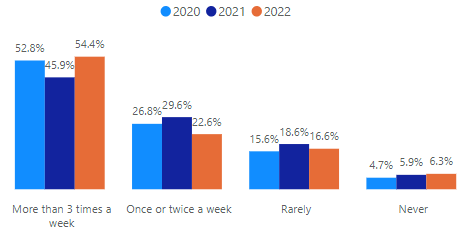 2020 2021 2022
52.8% 45.9% 54.4%
26.8% 29.6% 22.6%
15.6% 18.6% 16.6%
4.7% 5.9% 6.3%
More than 3 times a
week
Once or twice a week
Rarely
Never